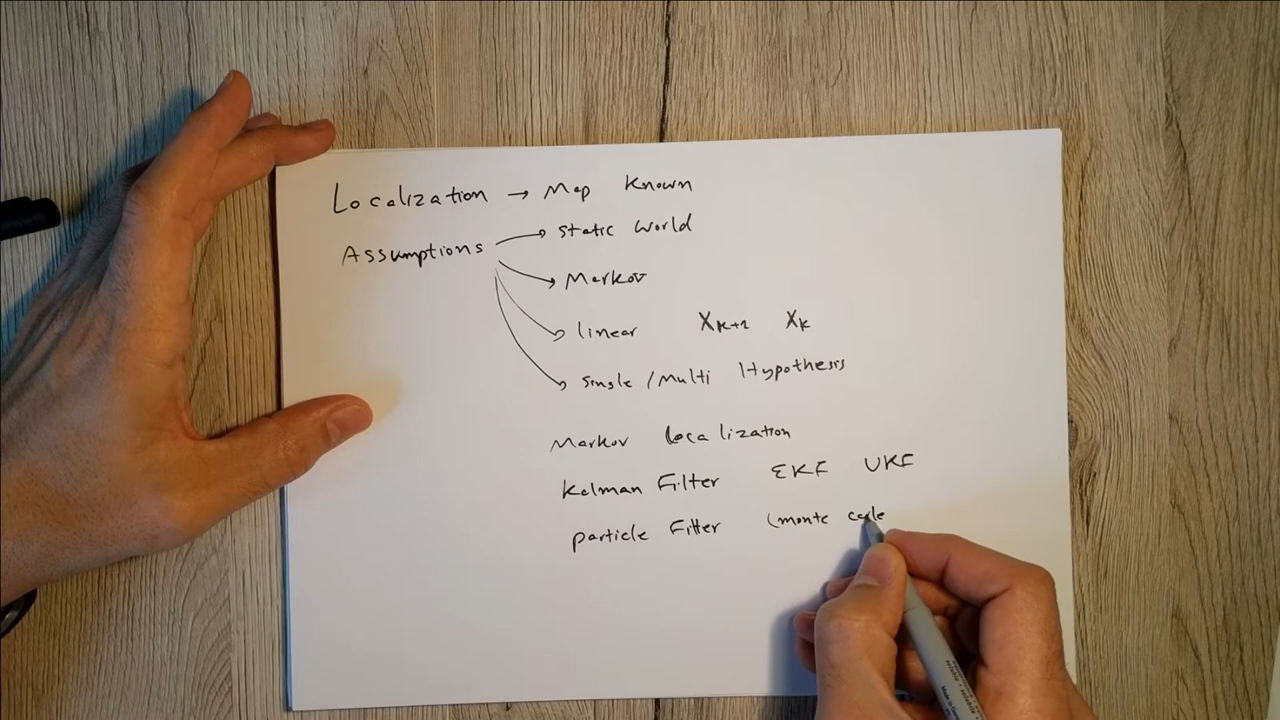 Localization → Map Known
Assumptions → static world
→ Markov
→ linear X_{k+1} X_k
→ single / Multi Hypothesis
Markov localization
Kalman Filter EKF UKF
particle Filter (monte carlo